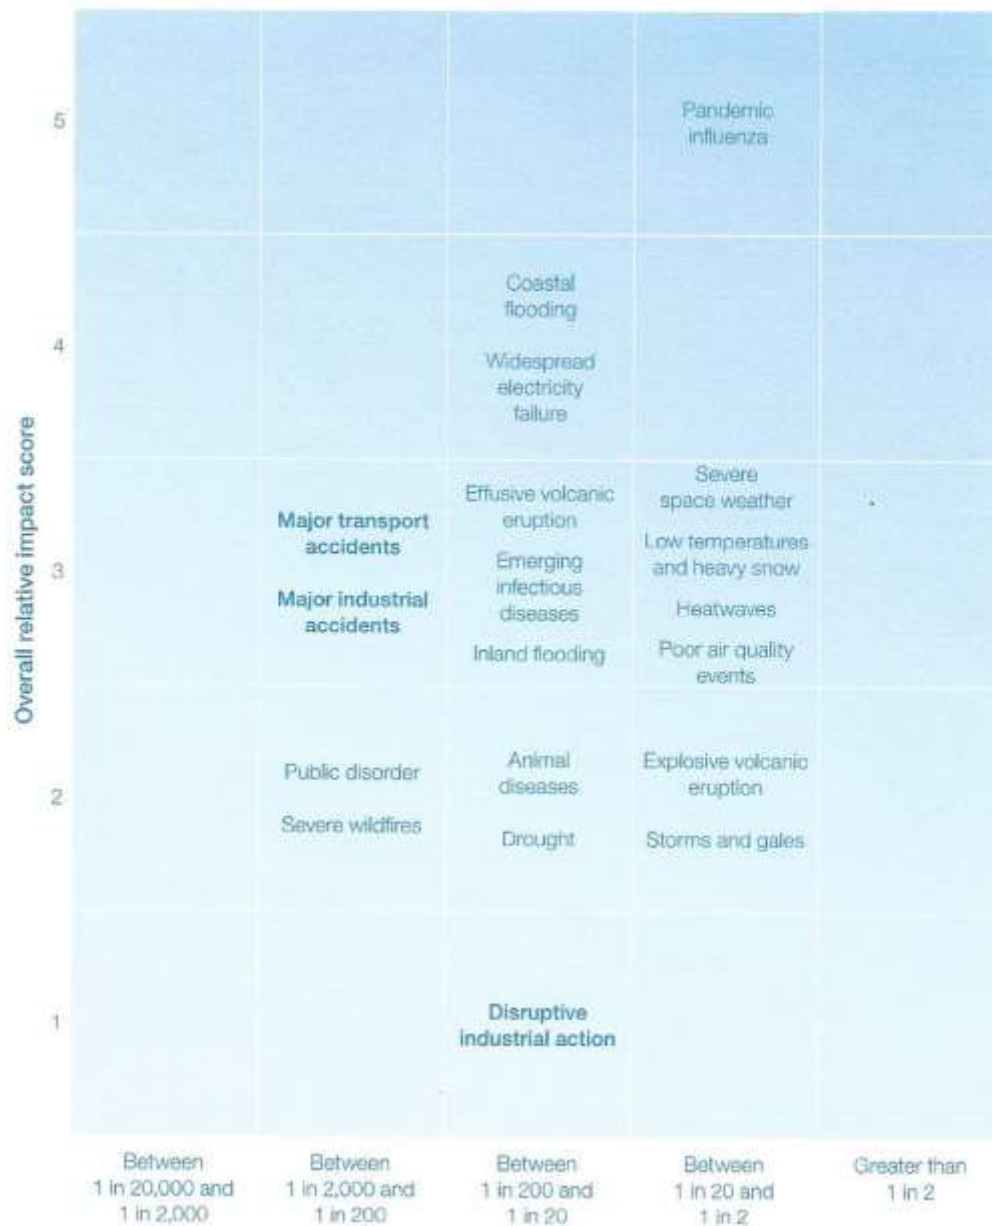 5
Pandemic
influenza
Coastal
flooding
4
Widespread
electricity
failure
Overall relative impact score
3
Major transport
accidents
Major industrial
accidents
Effusive volcanic
eruption
Emerging
infectious
diseases
Inland flooding
Severe
space weather
Low temperatures
and heavy snow
Heatwaves
Poor air quality
events
2
Public disorder
Severe wildfires
Animal
diseases
Drought
Explosive volcanic
eruption
Storms and gales
1
Disruptive
industrial action
Between
1 in 20,000 and
1 in 2,000
Between
1 in 2,000 and
1 in 200
Between
1 in 200 and
1 in 20
Between
1 in 20 and
1 in 2
Greater than
1 in 2